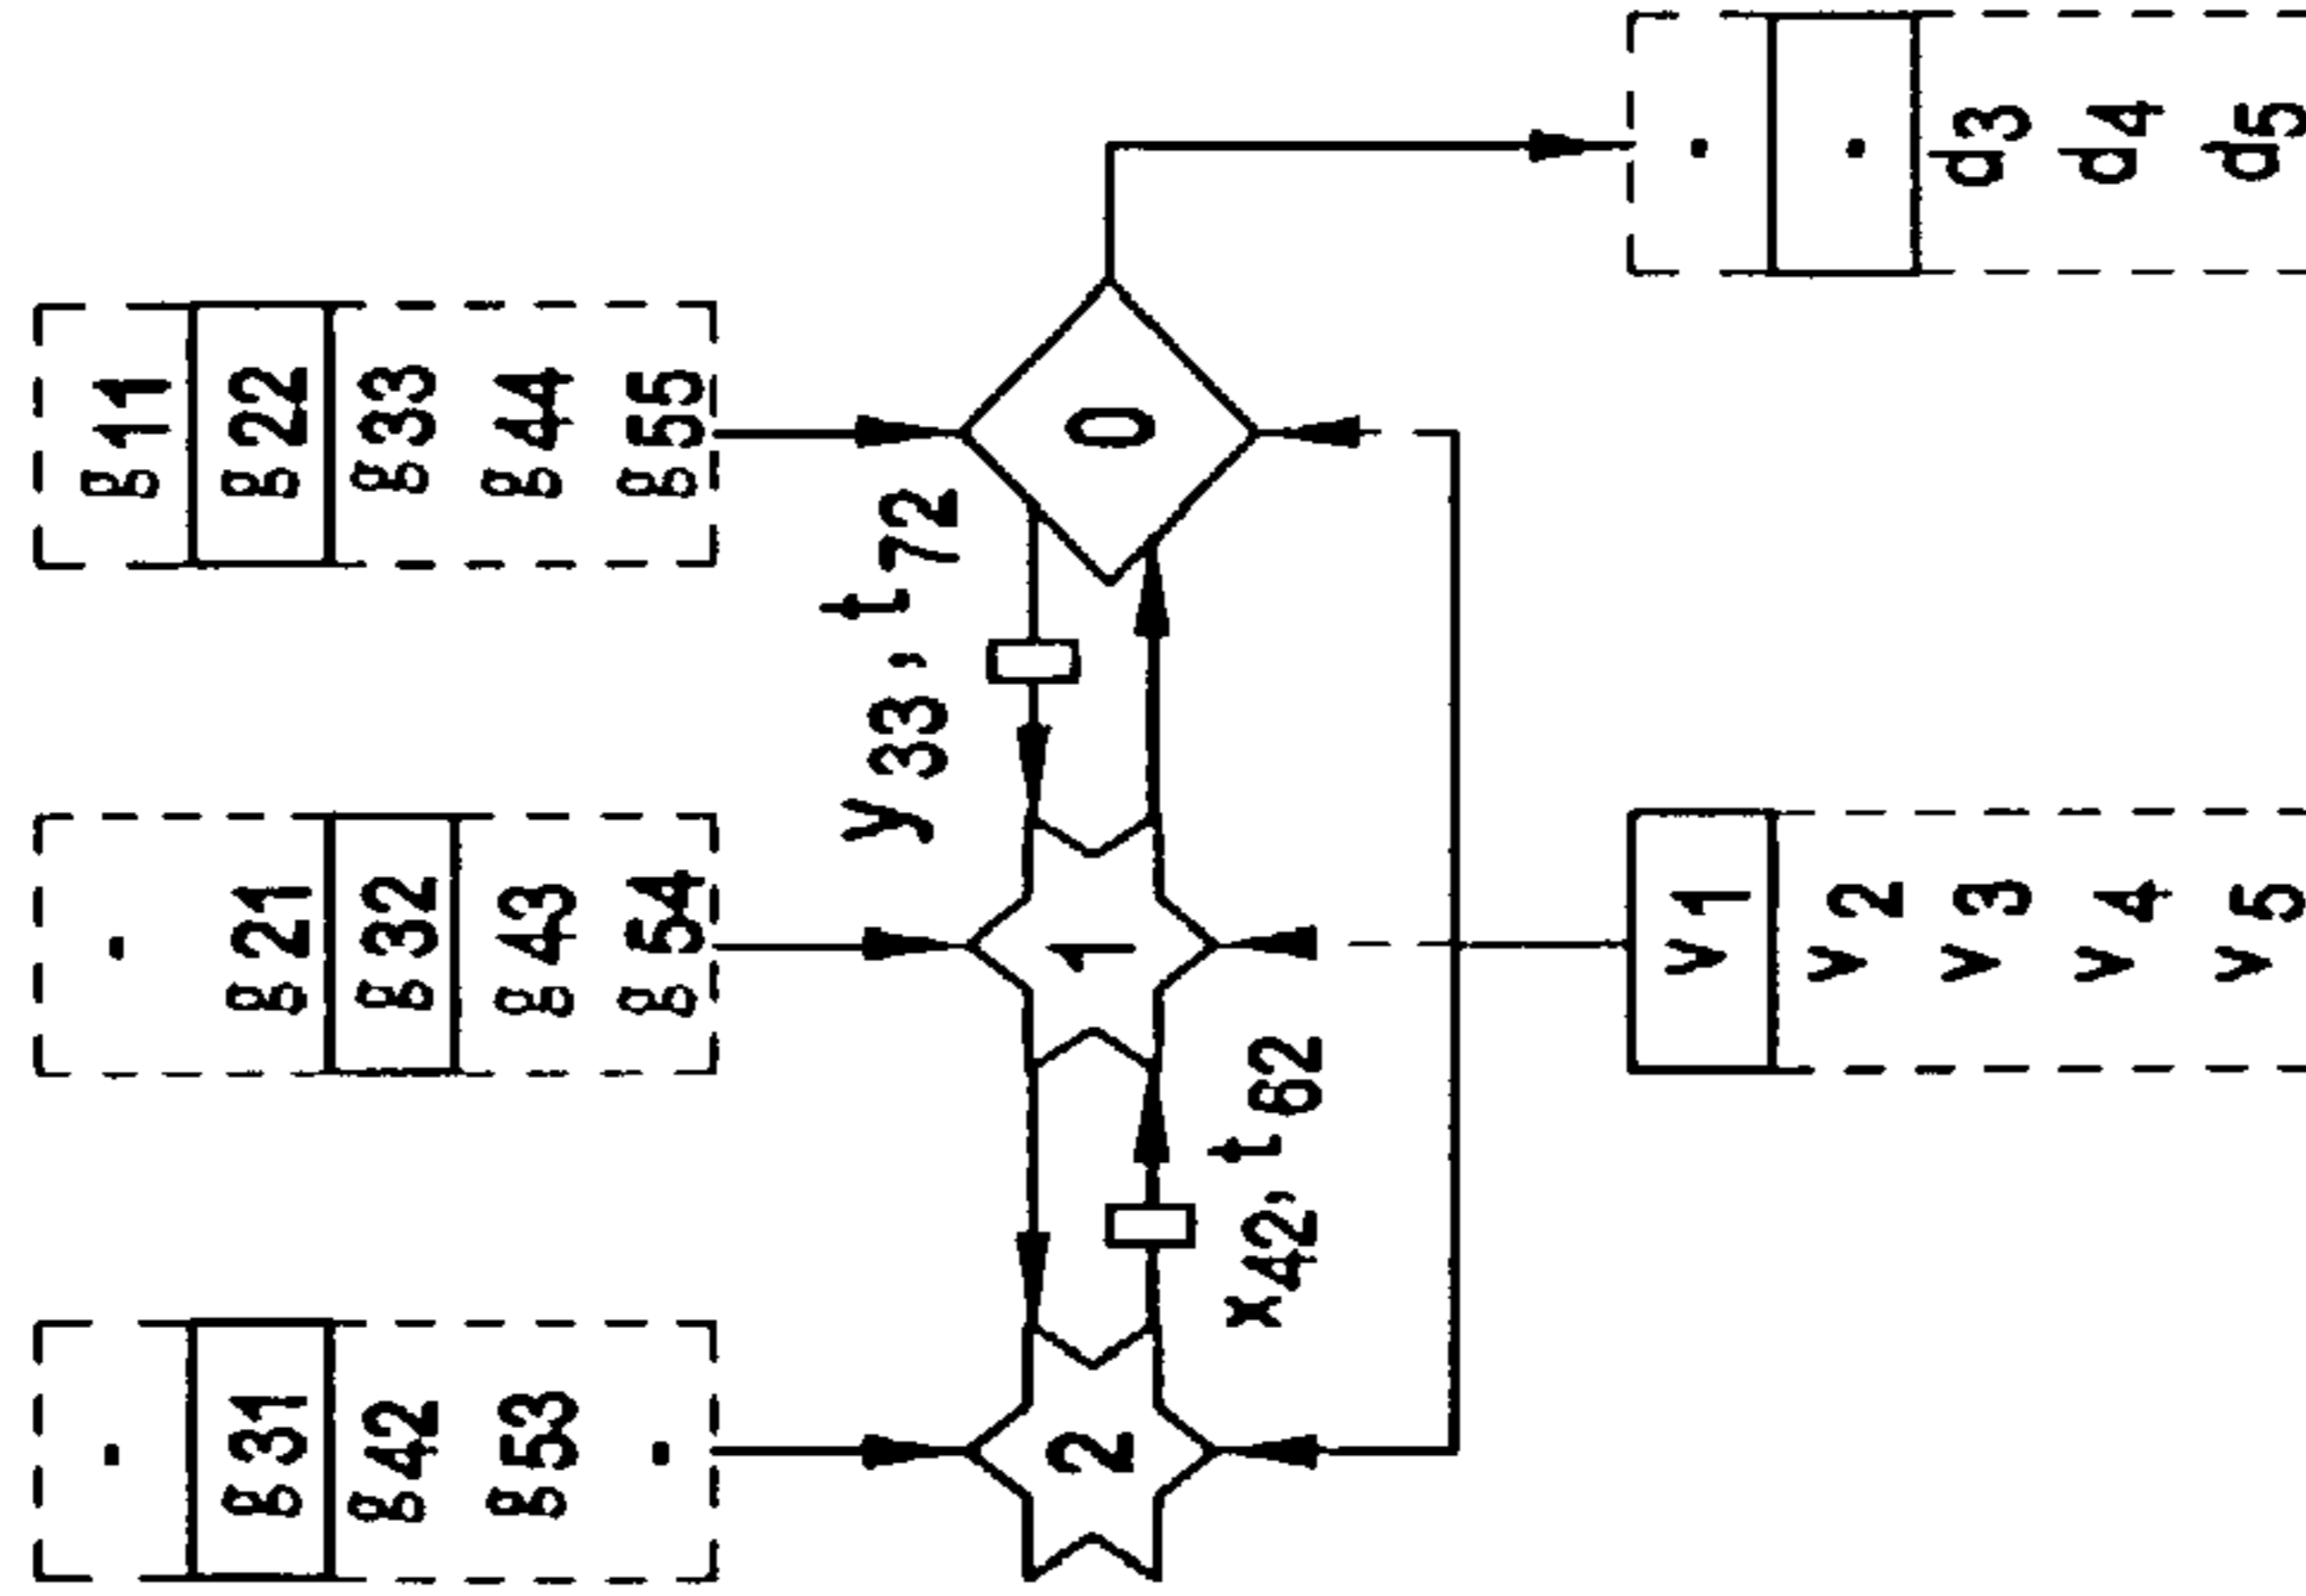 . . g11
g31 g21 g22
g42 g32 g33
g53 g43 g44
. g54 g55
y33, t72
2 1 0
x42, t82
v1 .
v2 .
v3 d3
v4 d4
v5 d5